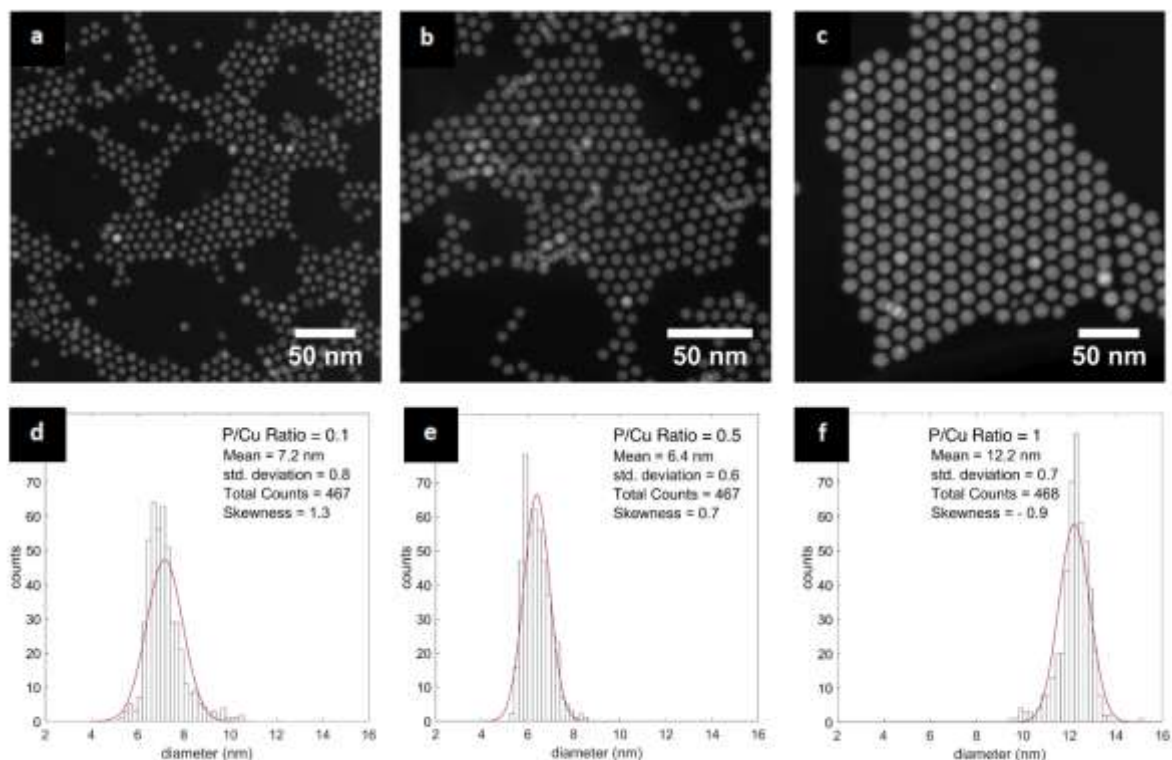 a
b
c
50 nm
50 nm
50 nm
d
P/Cu Ratio = 0.1
Mean = 7.2 nm
std. deviation = 0.8
Total Counts = 467
Skewness = 1.3
70
60
50
40
30
20
10
0
counts
2 4 6 8 10 12 14 16
diameter (nm)
e
P/Cu Ratio = 0.5
Mean = 6.4 nm
std. deviation = 0.6
Total Counts = 467
Skewness = 0.7
70
60
50
40
30
20
10
0
counts
2 4 6 8 10 12 14 16
diameter (nm)
f
P/Cu Ratio = 1
Mean = 12.2 nm
std. deviation = 0.7
Total Counts = 468
Skewness = - 0.9
70
60
50
40
30
20
10
0
counts
2 4 6 8 10 12 14 16
diameter (nm)